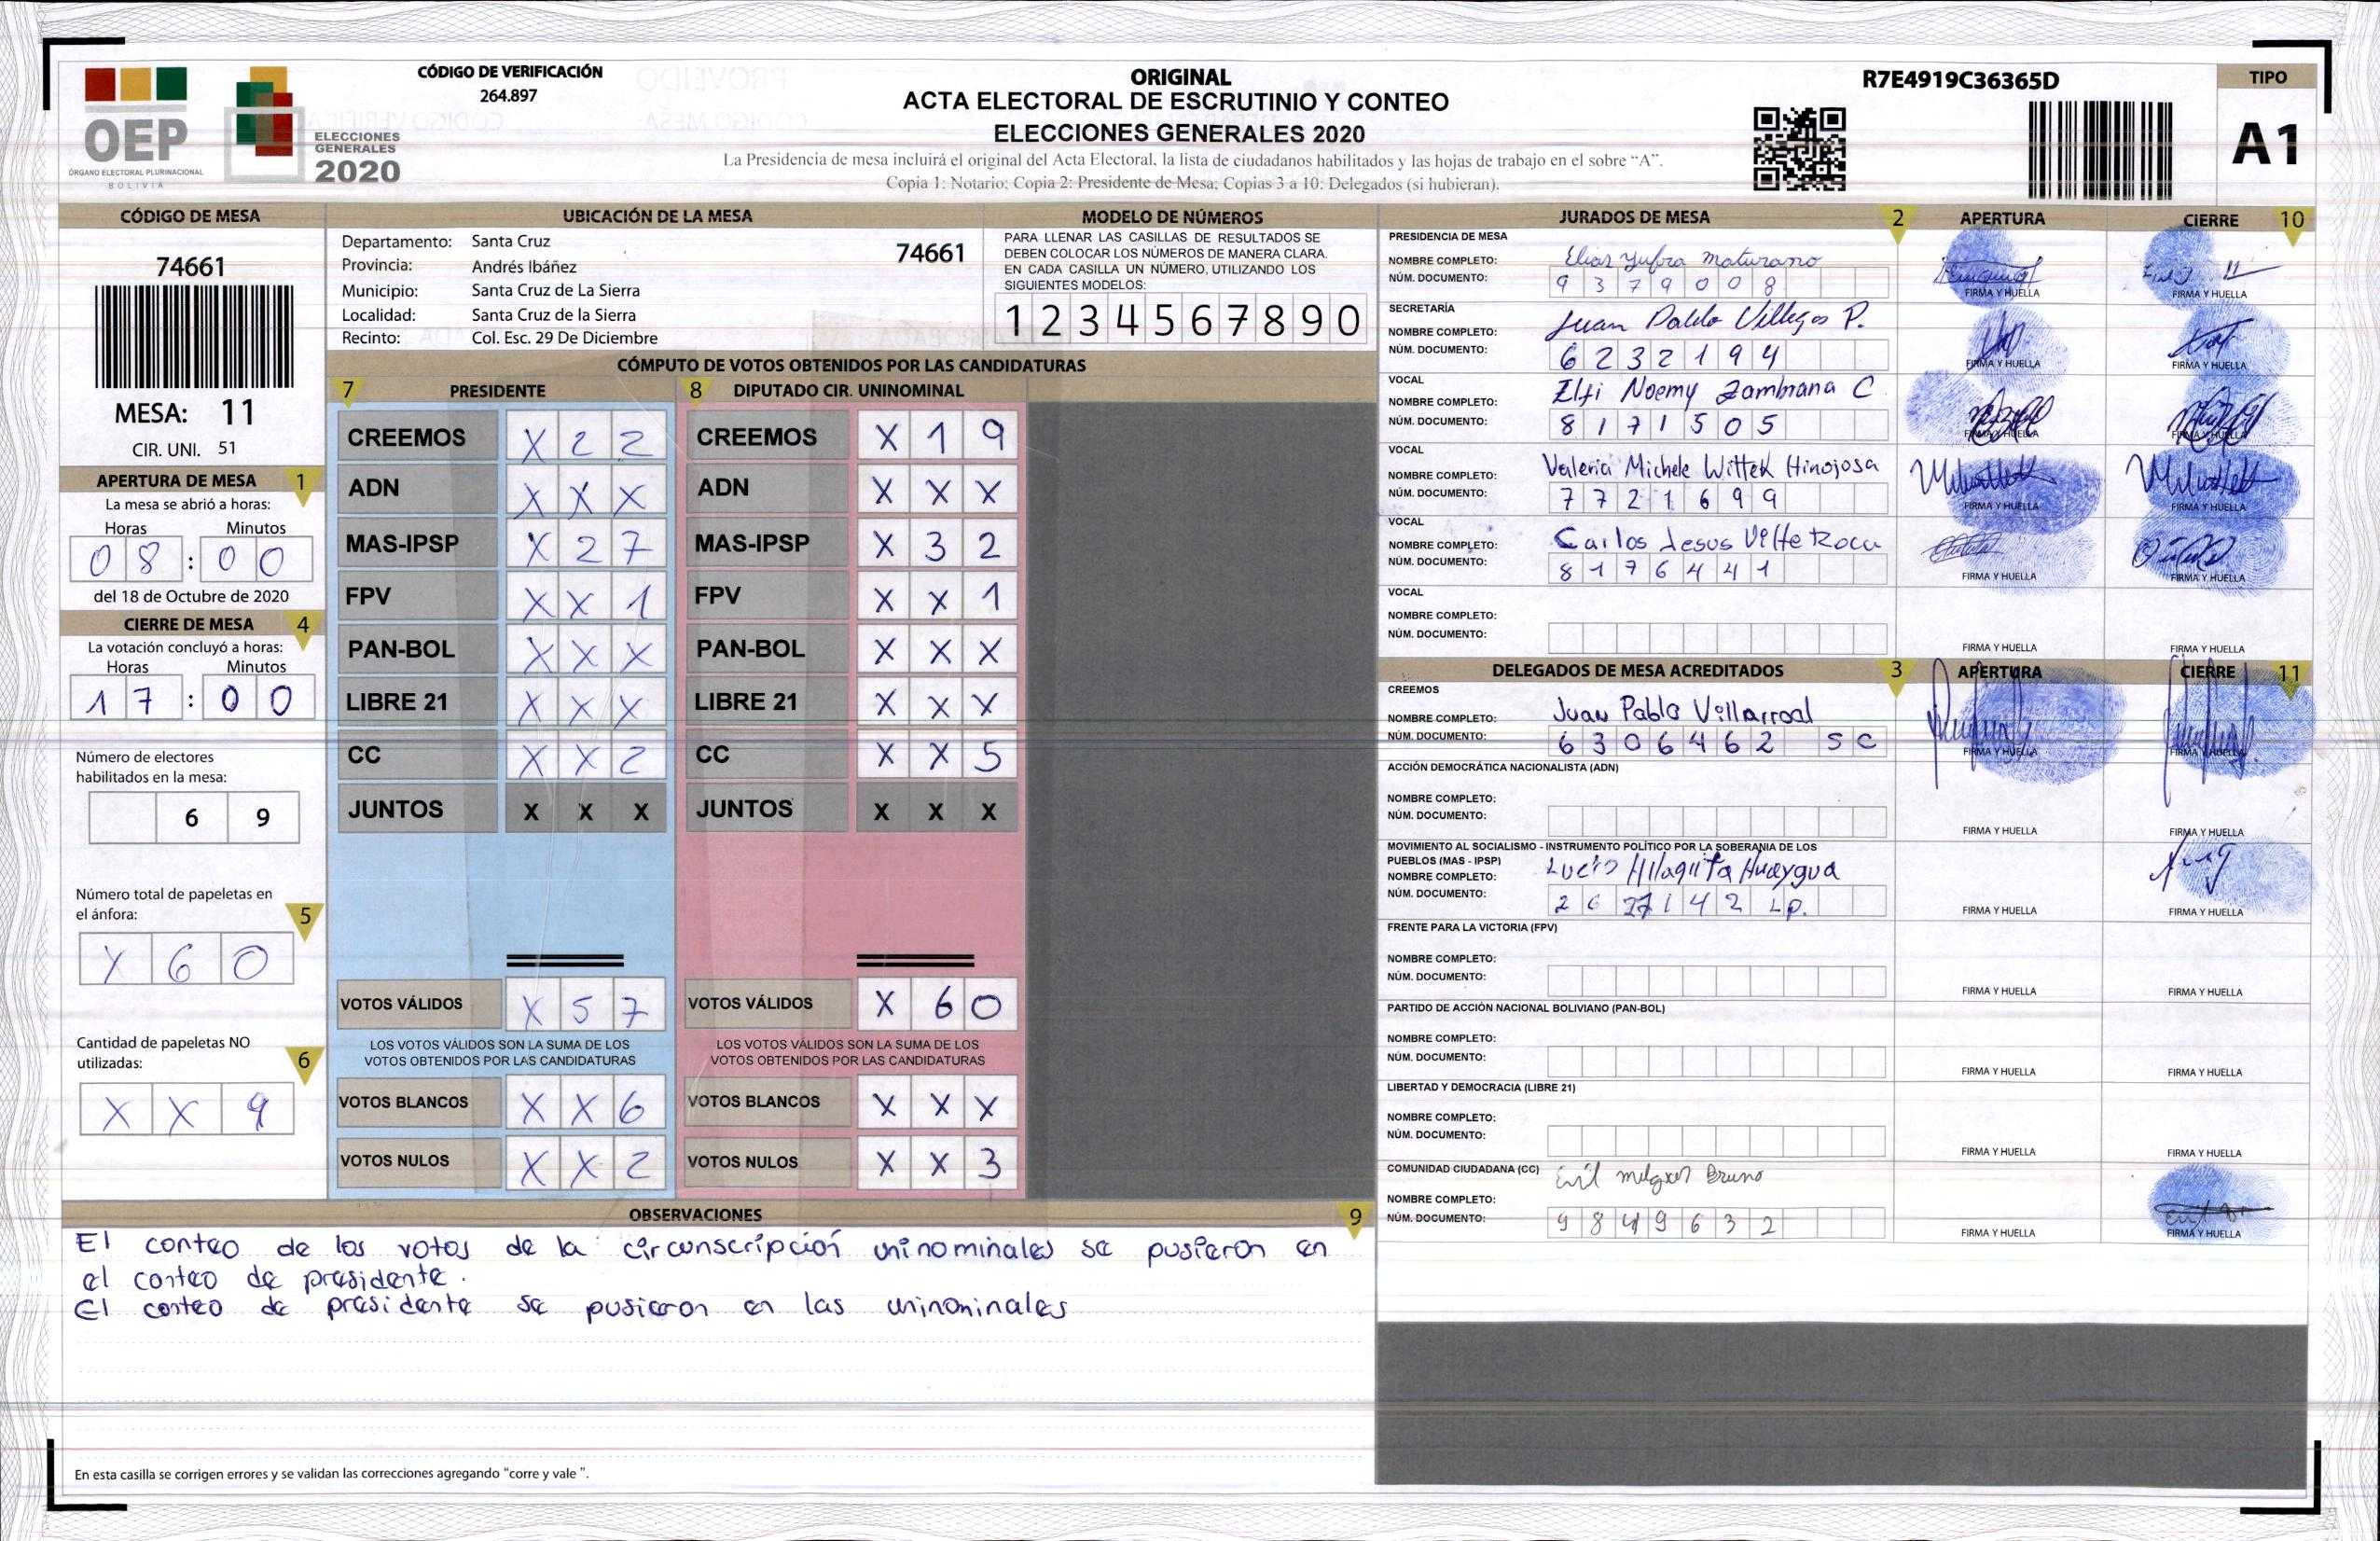 CÓDIGO DE VERIFICACIÓN
264.897
OEP
ÓRGANO ELECTORAL PLURINACIONAL
BOLIVIA
ELECCIONES
GENERALES
2020
ORIGINAL
ACTA ELECTORAL DE ESCRUTINIO Y CONTEO
ELECCIONES GENERALES 2020
La Presidencia de mesa incluirá el original del Acta Electoral, la lista de ciudadanos habilitados y las hojas de trabajo en el sobre “A”.
Copia 1: Notario; Copia 2: Presidente de Mesa; Copias 3 a 10: Delegados (si hubieran).
R7E4919C36365D
TIPO
A1
CÓDIGO DE MESA
74661
MESA: 11
CIR. UNI. 51
UBICACIÓN DE LA MESA
Departamento: Santa Cruz
74661
Provincia: Andrés Ibáñez
Municipio: Santa Cruz de La Sierra
Localidad: Santa Cruz de la Sierra
Recinto: Col. Esc. 29 De Diciembre
MODELO DE NÚMEROS
PARA LLENAR LAS CASILLAS DE RESULTADOS SE
DEBEN COLOCAR LOS NÚMEROS DE MANERA CLARA.
EN CADA CASILLA UN NÚMERO, UTILIZANDO LOS
SIGUIENTES MODELOS:
1 2 3 4 5 6 7 8 9 0
APERTURA DE MESA 1
La mesa se abrió a horas:
Horas Minutos
0 8 : 0 0
del 18 de Octubre de 2020
CIERRE DE MESA 4
La votación concluyó a horas:
Horas Minutos
1 7 : 0 0
Número de electores
habilitados en la mesa:
6 9
Número total de papeletas en
el ánfora: 5
X 6 0
Cantidad de papeletas NO
utilizadas: 6
X X 9
CÓMPUTO DE VOTOS OBTENIDOS POR LAS CANDIDATURAS
7 PRESIDENTE
CREEMOS X 2 2
ADN X X X
MAS-IPSP X 2 7
FPV X X 1
PAN-BOL X X X
LIBRE 21 X X X
CC X X 2
JUNTOS X X X
VOTOS VÁLIDOS X 5 7
LOS VOTOS VÁLIDOS SON LA SUMA DE LOS
VOTOS OBTENIDOS POR LAS CANDIDATURAS
VOTOS BLANCOS X X 6
VOTOS NULOS X X 2
8 DIPUTADO CIR. UNINOMINAL
CREEMOS X 1 9
ADN X X X
MAS-IPSP X 3 2
FPV X X 1
PAN-BOL X X X
LIBRE 21 X X X
CC X X 5
JUNTOS X X X
VOTOS VÁLIDOS X 6 0
LOS VOTOS VÁLIDOS SON LA SUMA DE LOS
VOTOS OBTENIDOS POR LAS CANDIDATURAS
VOTOS BLANCOS X X X
VOTOS NULOS X X 3
OBSERVACIONES 9
El conteo de los votos de la circunscripcion uninominales se pusieron en
el conteo de presidente.
El conteo de presidente se pusieron en las uninominales
En esta casilla se corrigen errores y se validan las correcciones agregando “corre y vale ”.
JURADOS DE MESA 2 APERTURA CIERRE 10
PRESIDENCIA DE MESA
NOMBRE COMPLETO: Elias Yufra Maturano
NÚM. DOCUMENTO: 9 3 7 9 0 0 8
FIRMA Y HUELLA FIRMA Y HUELLA
SECRETARÍA
NOMBRE COMPLETO: Juan Pablo Villegas P.
NÚM. DOCUMENTO: 6 2 3 2 1 9 4
FIRMA Y HUELLA FIRMA Y HUELLA
VOCAL
NOMBRE COMPLETO: Elfi Noemy Zambrana C
NÚM. DOCUMENTO: 8 1 7 1 5 0 5
FIRMA Y HUELLA FIRMA Y HUELLA
VOCAL
NOMBRE COMPLETO: Valeria Michele Wittek Hinojosa
NÚM. DOCUMENTO: 7 7 2 1 6 9 9
FIRMA Y HUELLA FIRMA Y HUELLA
VOCAL
NOMBRE COMPLETO: Carlos Jesus Roca
NÚM. DOCUMENTO: 8 1 7 6 4 4 1
FIRMA Y HUELLA FIRMA Y HUELLA
VOCAL
NOMBRE COMPLETO:
NÚM. DOCUMENTO:
FIRMA Y HUELLA FIRMA Y HUELLA
DELEGADOS DE MESA ACREDITADOS 3 APERTURA CIERRE 11
CREEMOS
NOMBRE COMPLETO: Juan Pablo Villarroel
NÚM. DOCUMENTO: 6 3 0 6 4 6 2 S C
FIRMA Y HUELLA FIRMA Y HUELLA
ACCIÓN DEMOCRÁTICA NACIONALISTA (ADN)
NOMBRE COMPLETO:
NÚM. DOCUMENTO:
FIRMA Y HUELLA FIRMA Y HUELLA
MOVIMIENTO AL SOCIALISMO - INSTRUMENTO POLÍTICO POR LA SOBERANIA DE LOS
PUEBLOS (MAS - IPSP)
NOMBRE COMPLETO: Lucio Huaygua
NÚM. DOCUMENTO: 2 6 1 4 2 LP.
FIRMA Y HUELLA FIRMA Y HUELLA
FRENTE PARA LA VICTORIA (FPV)
NOMBRE COMPLETO:
NÚM. DOCUMENTO:
FIRMA Y HUELLA FIRMA Y HUELLA
PARTIDO DE ACCIÓN NACIONAL BOLIVIANO (PAN-BOL)
NOMBRE COMPLETO:
NÚM. DOCUMENTO:
FIRMA Y HUELLA FIRMA Y HUELLA
LIBERTAD Y DEMOCRACIA (LIBRE 21)
NOMBRE COMPLETO:
NÚM. DOCUMENTO:
FIRMA Y HUELLA FIRMA Y HUELLA
COMUNIDAD CIUDADANA (CC)
NOMBRE COMPLETO: Bruno
NÚM. DOCUMENTO: 9 8 4 9 6 3 2
FIRMA Y HUELLA FIRMA Y HUELLA